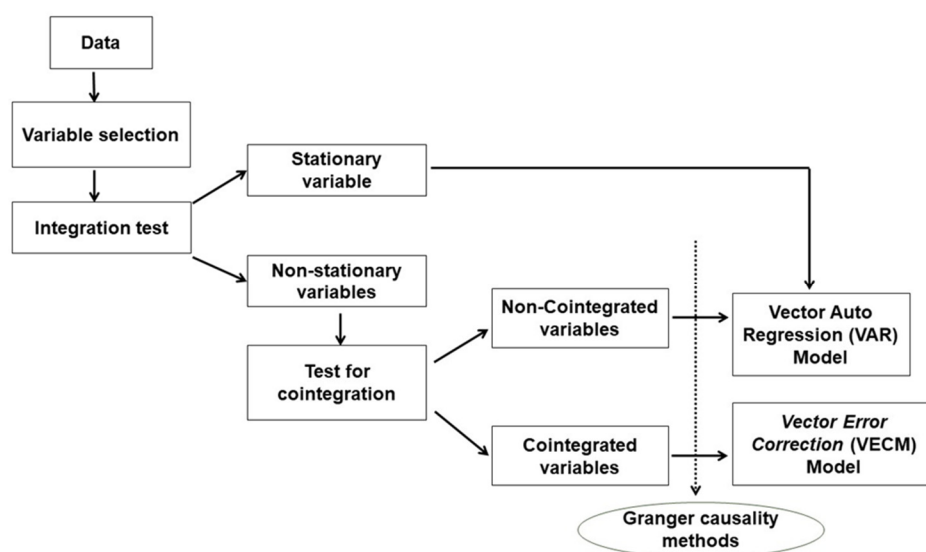 Data
Variable selection
Integration test
Stationary
variable
Non-stationary
variables
Test for
cointegration
Non-Cointegrated
variables
Cointegrated
variables
Vector Auto
Regression (VAR)
Model
Vector Error
Correction (VECM)
Model
Granger causality
methods